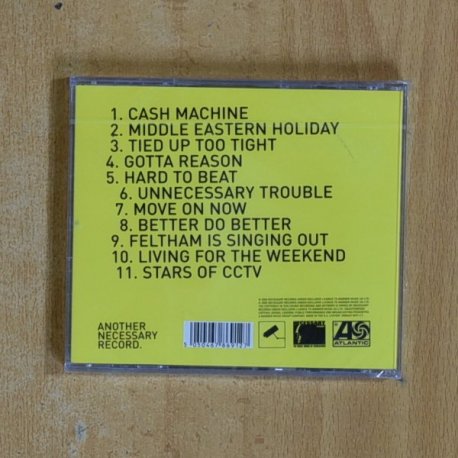 1. CASH MACHINE
2. MIDDLE EASTERN HOLIDAY
3. TIED UP TOO TIGHT
4. GOTTA REASON
5. HARD TO BEAT
6. UNNECESSARY TROUBLE
7. MOVE ON NOW
8. BETTER DO BETTER
9. FELTHAM IS SINGING OUT
10. LIVING FOR THE WEEKEND
11. STARS OF CCTV
ANOTHER
NECESSARY
RECORD.
ATLANTIC